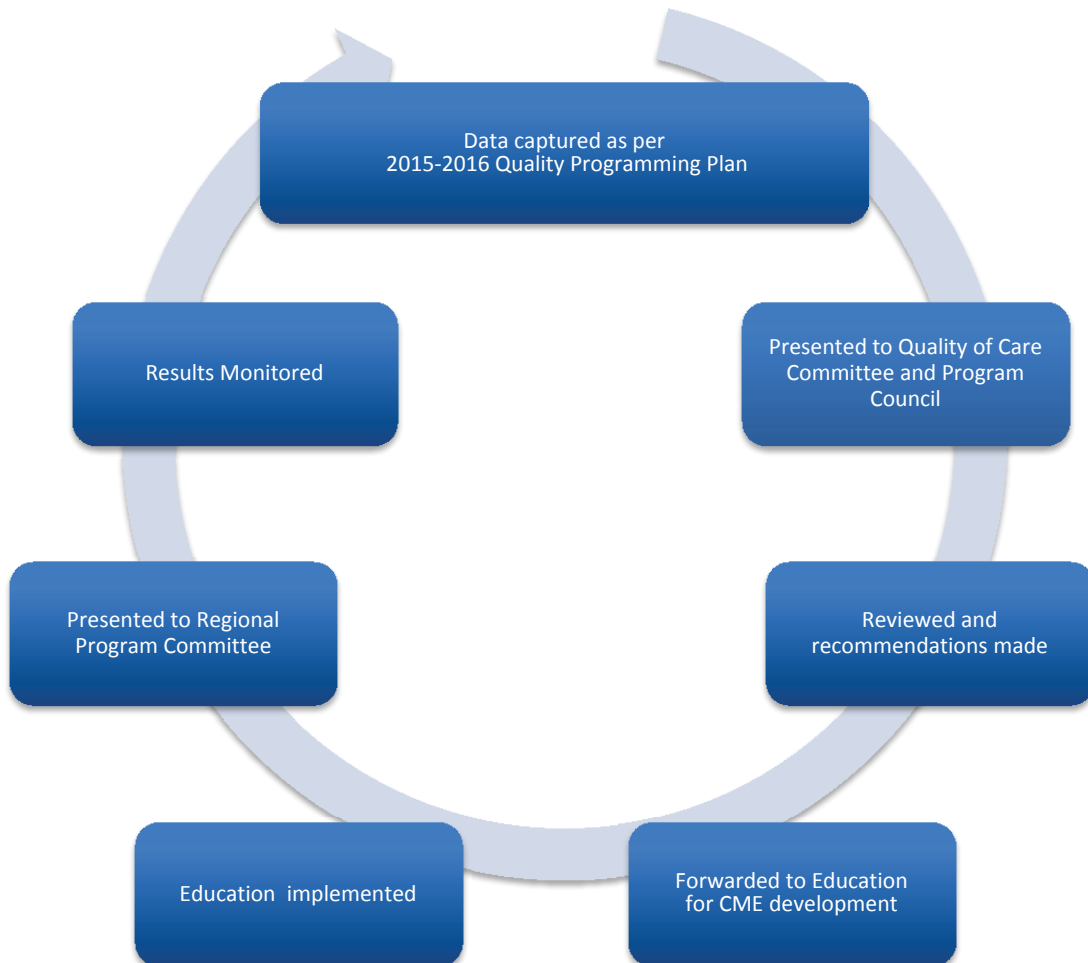 Data captured as per
2015-2016 Quality Programming Plan
Presented to Quality of Care
Committee and Program
Council
Reviewed and
recommendations made
Forwarded to Education
for CME development
Education  implemented
Presented to Regional
Program Committee
Results Monitored